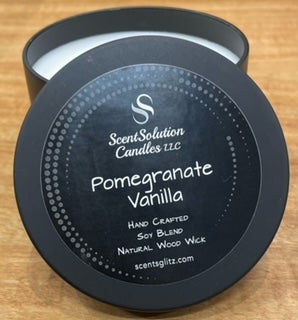 S
ScentSolution
Candles LLC
Pomegranate
Vanilla
Hand Crafted
Soy Blend
Natural Wood Wick
scentsglitz.com